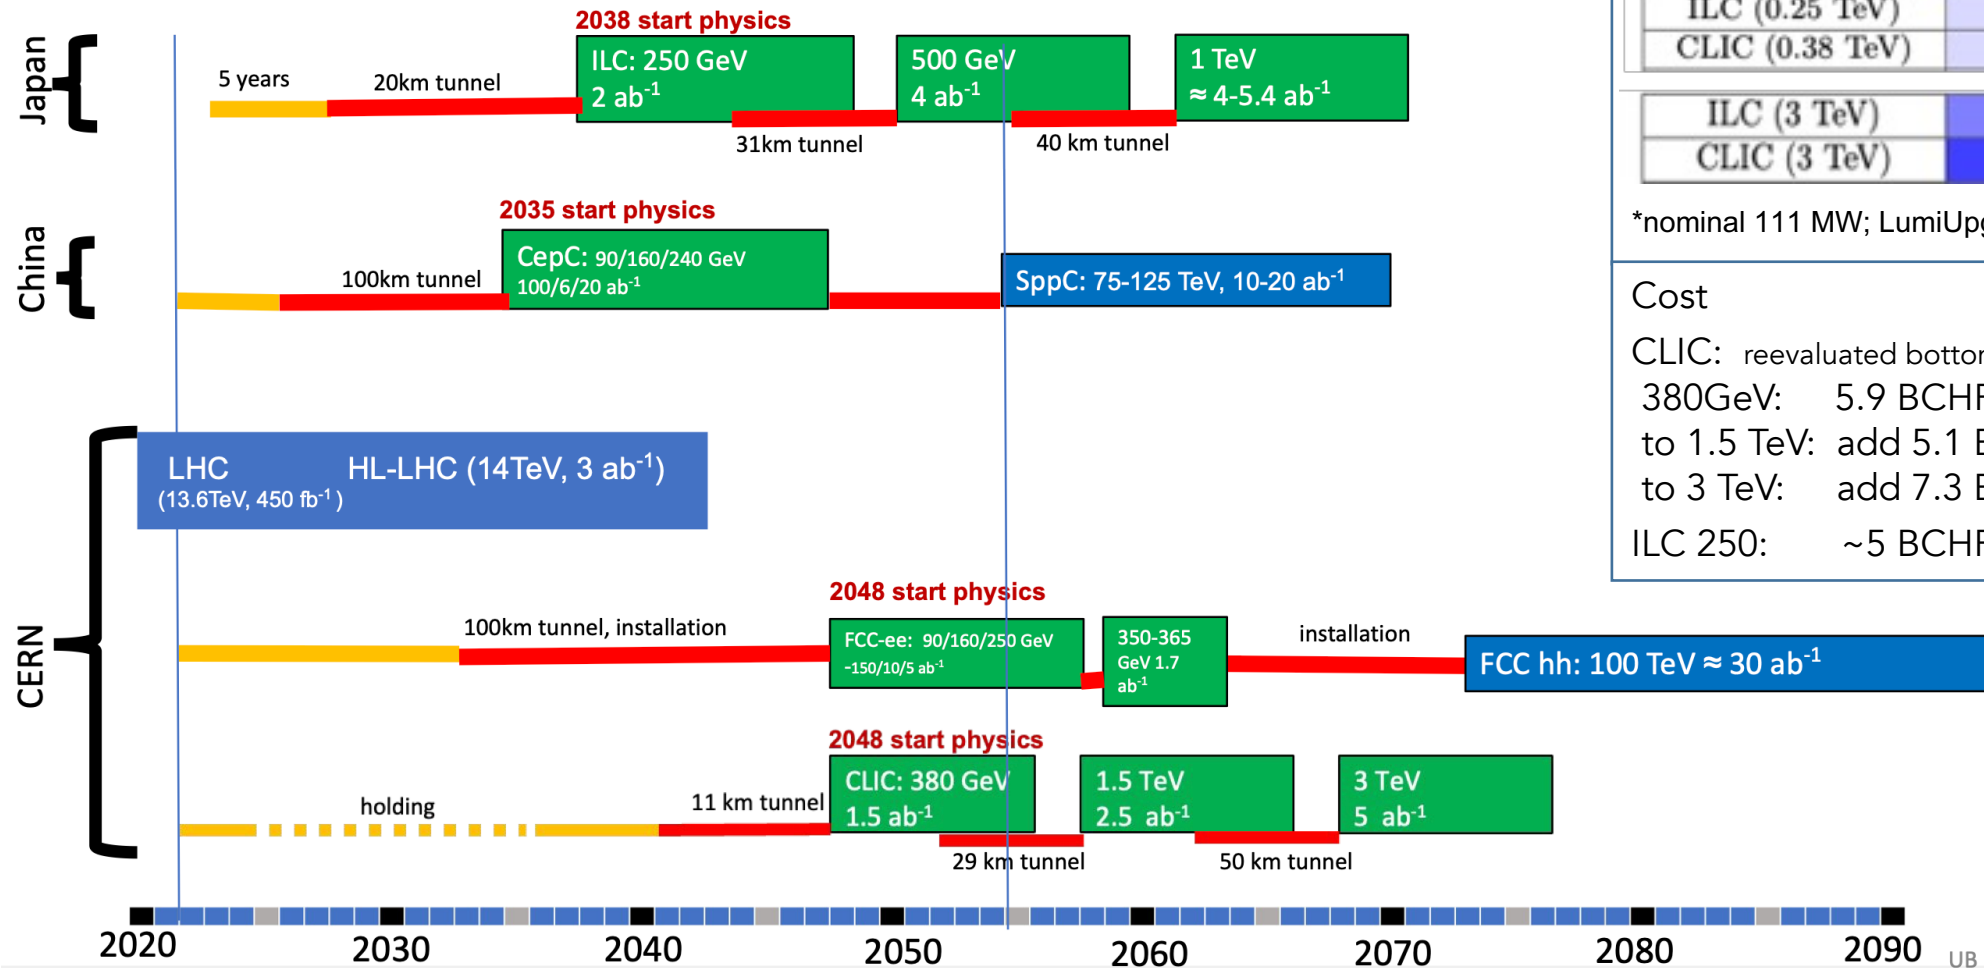 Japan
2038 start physics
5 years
20km tunnel
ILC: 250 GeV
2 ab⁻¹
31km tunnel
500 GeV
4 ab⁻¹
40 km tunnel
1 TeV
≈ 4-5.4 ab⁻¹
China
2035 start physics
100km tunnel
CepC: 90/160/240 GeV
100/6/20 ab⁻¹
SppC: 75-125 TeV, 10-20 ab⁻¹
CERN
LHC HL-LHC (14TeV, 3 ab⁻¹)
(13.6TeV, 450 fb⁻¹ )
2048 start physics
100km tunnel, installation
FCC-ee: 90/160/250 GeV
~150/10/5 ab⁻¹
350-365
GeV 1.7
ab⁻¹
installation
FCC hh: 100 TeV ≈ 30 ab⁻¹
2048 start physics
holding
11 km tunnel
CLIC: 380 GeV
1.5 ab⁻¹
29 km tunnel
1.5 TeV
2.5 ab⁻¹
50 km tunnel
3 TeV
5 ab⁻¹
2020 2030 2040 2050 2060 2070 2080 2090
UB
ILC (0.25 TeV)
CLIC (0.38 TeV)
ILC (3 TeV)
CLIC (3 TeV)
*nominal 111 MW;
Cost
CLIC: reevaluated
380GeV: 5.9
to 1.5 TeV: add 5.1
to 3 TeV: add 7.3
ILC 250: ~5